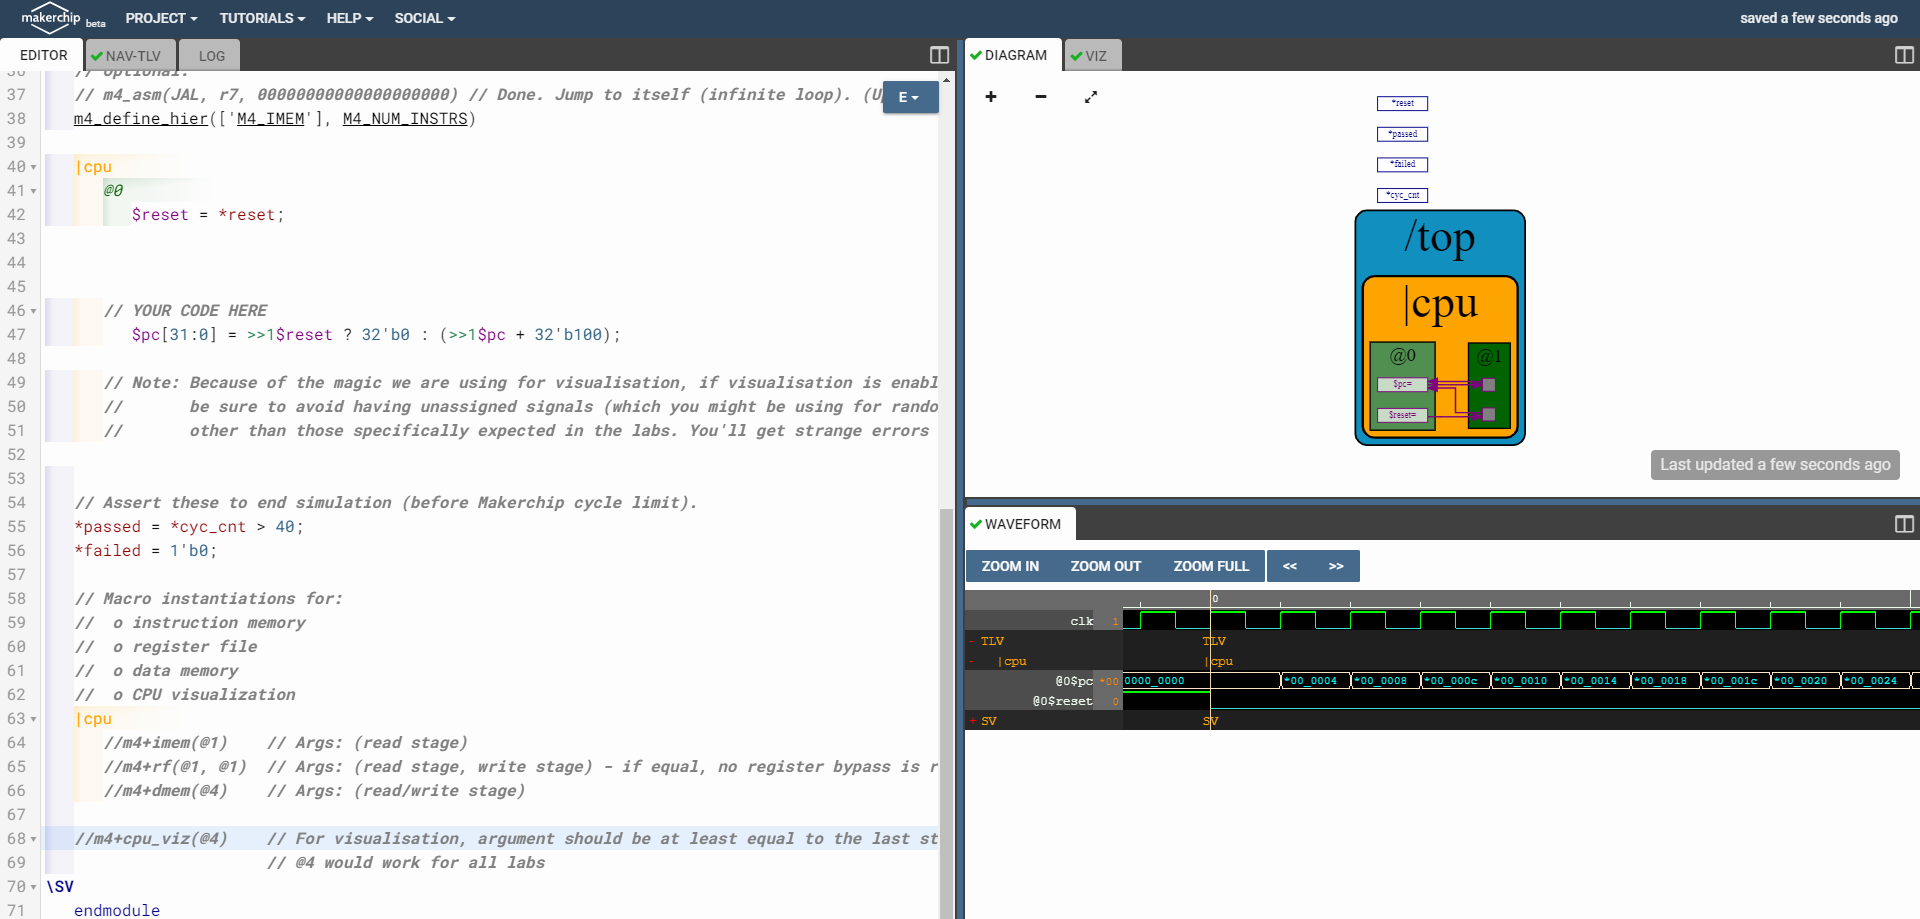 makerchip beta PROJECT TUTORIALS HELP SOCIAL saved a few seconds ago
EDITOR NAV-TLV LOG
37 // m4_asm(JAL, r7, 00000000000000000000) // Done. Jump to itself (infinite loop). (U
E
38 m4_define_hier(['M4_IMEM'], M4_NUM_INSTRS)
39
40 |cpu
41 @0
42 $reset = *reset;
43
44
45
46 // YOUR CODE HERE
47 $pc[31:0] = >>1$reset ? 32'b0 : (>>1$pc + 32'b100);
48
49 // Note: Because of the magic we are using for visualisation, if visualisation is enabl
50 // be sure to avoid having unassigned signals (which you might be using for rando
51 // other than those specifically expected in the labs. You'll get strange errors
52
53
54 // Assert these to end simulation (before Makerchip cycle limit).
55 *passed = *cyc_cnt > 40;
56 *failed = 1'b0;
57
58 // Macro instantiations for:
59 // o instruction memory
60 // o register file
61 // o data memory
62 // o CPU visualization
63 |cpu
64 //m4+imem(@1) // Args: (read stage)
65 //m4+rf(@1, @1) // Args: (read stage, write stage) - if equal, no register bypass is r
66 //m4+dmem(@4) // Args: (read/write stage)
67
68 //m4+cpu_viz(@4) // For visualisation, argument should be at least equal to the last st
69 // @4 would work for all labs
70 \SV
71 endmodule
DIAGRAM VIZ
*reset
*passed
*failed
*cyc_cnt
/top
|cpu
@0 @1
$pc=
$reset=
Last updated a few seconds ago
WAVEFORM
ZOOM IN ZOOM OUT ZOOM FULL << >>
0
clk 1
- TLV TLV
- |cpu |cpu
@0$pc *00 0000_0000 *00_0004 *00_0008 *00_000c *00_0010 *00_0014 *00_0018 *00_001c *00_0020 *00_0024
@0$reset 0
+ SV SV